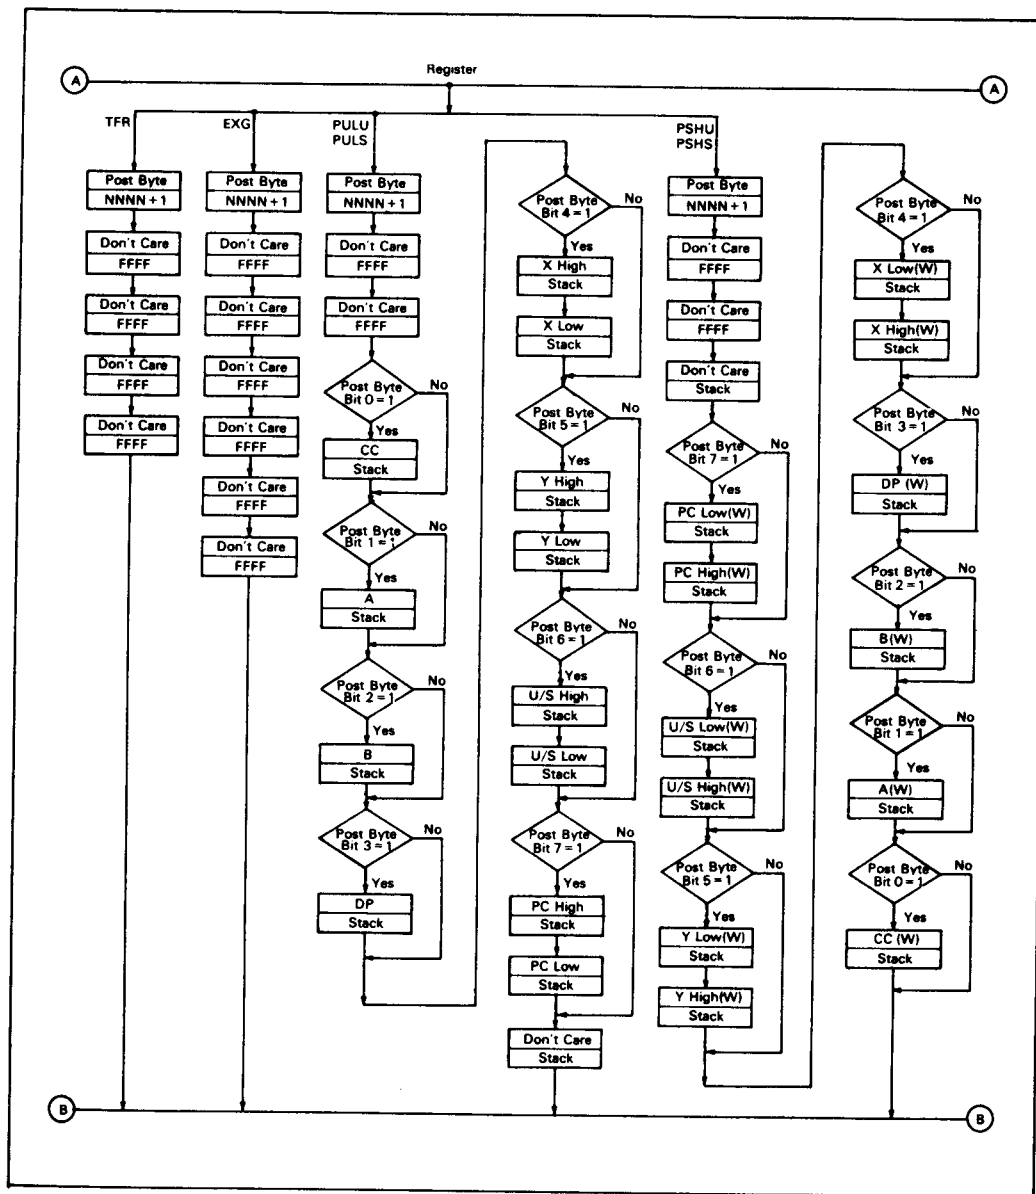 A
Register
A
TFR
Post Byte
NNNN + 1
Don't Care
FFFF
Don't Care
FFFF
Don't Care
FFFF
Don't Care
FFFF
EXG
Post Byte
NNNN + 1
Don't Care
FFFF
Don't Care
FFFF
Don't Care
FFFF
Don't Care
FFFF
Don't Care
FFFF
Don't Care
FFFF
PULU
PULS
Post Byte
NNNN + 1
Don't Care
FFFF
Don't Care
FFFF
Post Byte
Bit 0 = 1
No
Yes
CC
Stack
Post Byte
Bit 1 = 1
No
Yes
A
Stack
Post Byte
Bit 2 = 1
No
Yes
B
Stack
Post Byte
Bit 3 = 1
No
Yes
DP
Stack
Post Byte
Bit 4 = 1
No
Yes
X High
Stack
X Low
Stack
Post Byte
Bit 5 = 1
No
Yes
Y High
Stack
Y Low
Stack
Post Byte
Bit 6 = 1
No
Yes
U/S High
Stack
U/S Low
Stack
Post Byte
Bit 7 = 1
No
Yes
PC High
Stack
PC Low
Stack
Don't Care
Stack
PSHU
PSHS
Post Byte
NNNN + 1
Don't Care
FFFF
Don't Care
FFFF
Don't Care
Stack
Post Byte
Bit 7 = 1
No
Yes
PC Low(W)
Stack
PC High(W)
Stack
Post Byte
Bit 6 = 1
No
Yes
U/S Low(W)
Stack
U/S High(W)
Stack
Post Byte
Bit 5 = 1
No
Yes
Y Low(W)
Stack
Y High(W)
Stack
Post Byte
Bit 4 = 1
No
Yes
X Low(W)
Stack
X High(W)
Stack
Post Byte
Bit 3 = 1
No
Yes
DP (W)
Stack
Post Byte
Bit 2 = 1
No
Yes
B(W)
Stack
Post Byte
Bit 1 = 1
No
Yes
A(W)
Stack
Post Byte
Bit 0 = 1
No
Yes
CC (W)
Stack
B
B